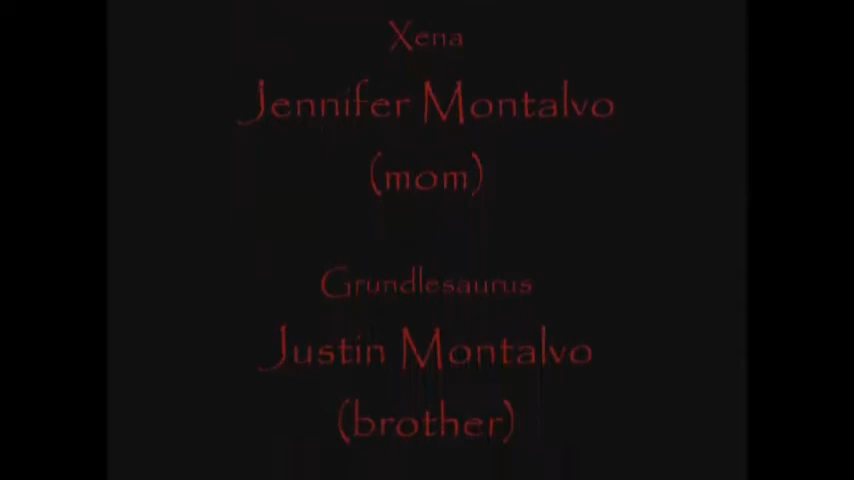 Xena
Jennifer Montalvo
(mom)
Grundlesaurus
Justin Montalvo
(brother)